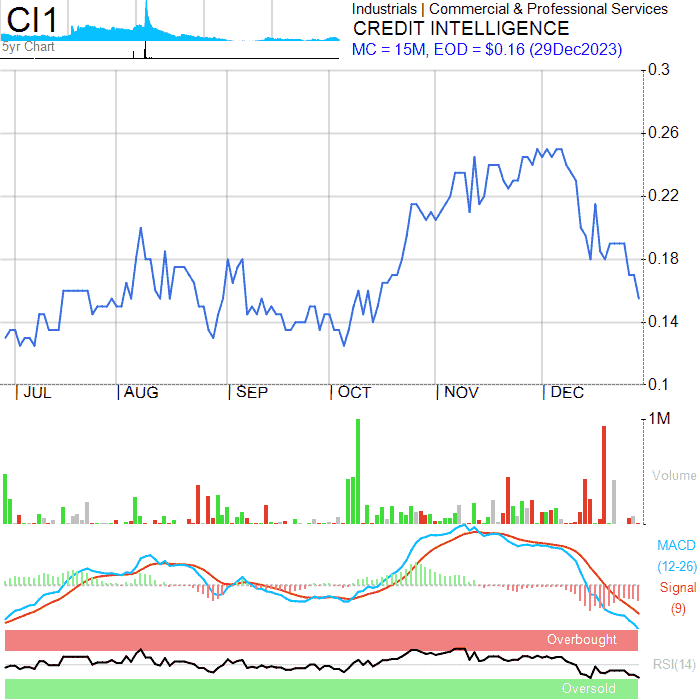 CI1
5yr Chart
Industrials | Commercial & Professional Services
CREDIT INTELLIGENCE
MC = 15M, EOD = $0.16 (29Dec2023)
0.3
0.26
0.22
0.18
0.14
0.1
JUL AUG SEP OCT NOV DEC
1M
Volume
MACD
(12-26)
Signal
(9)
Overbought
RSI(14)
Oversold